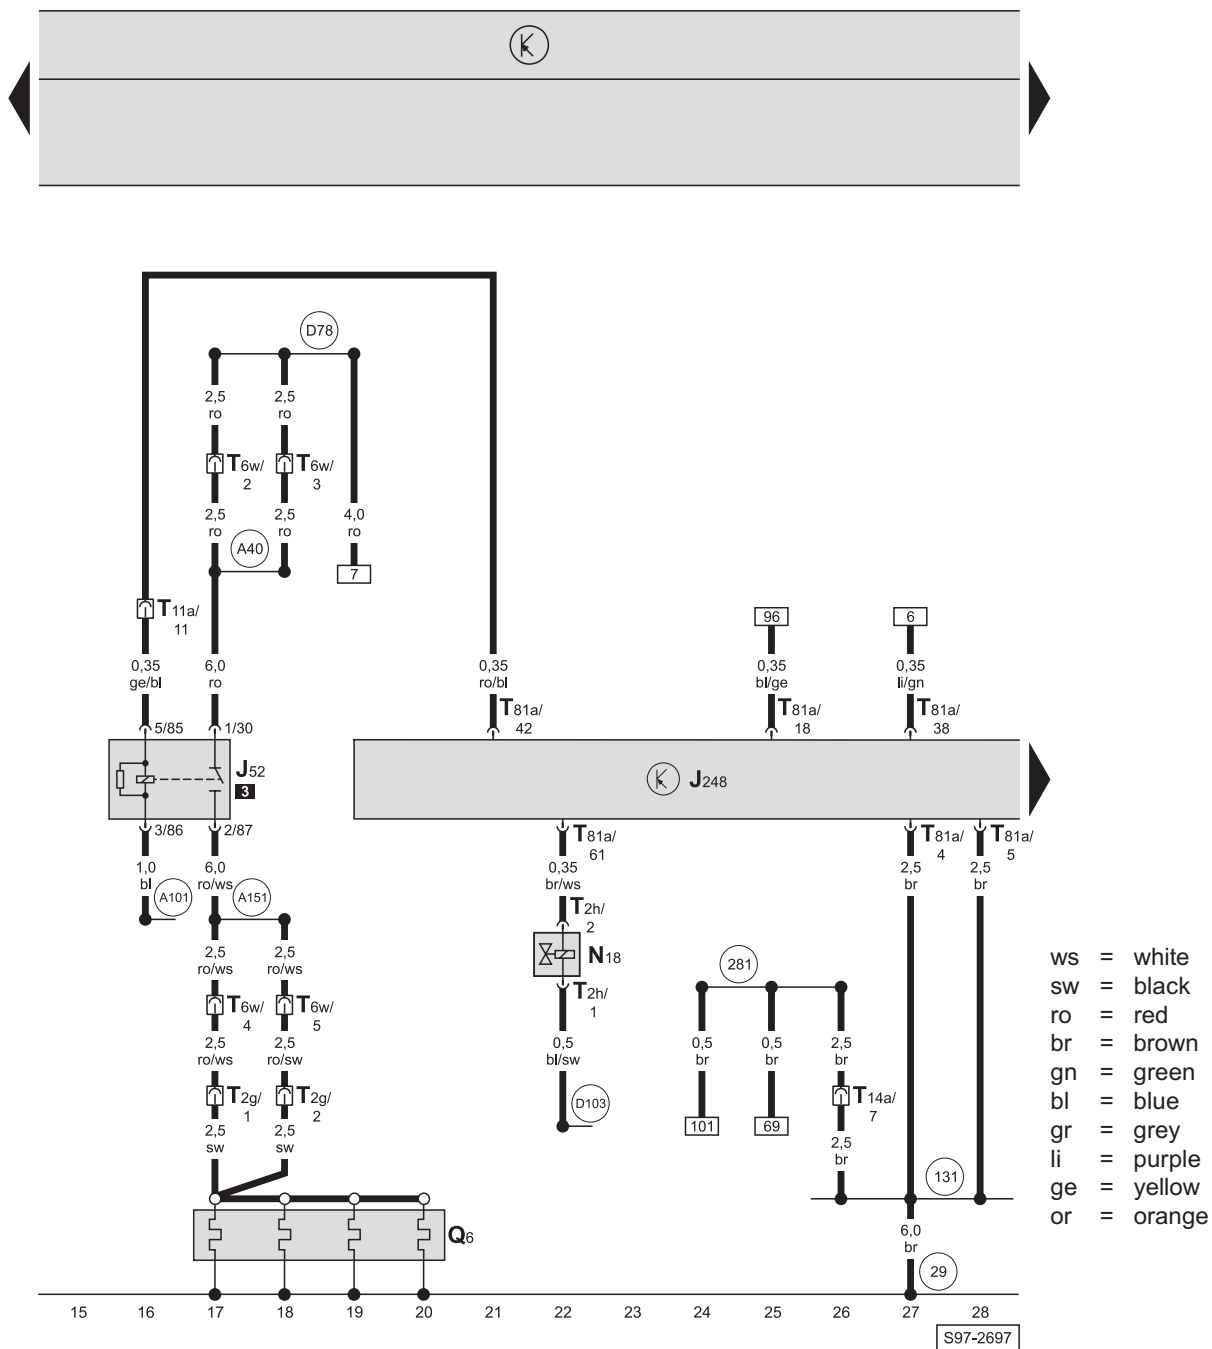 D78
2,5 2,5
ro ro
T6w/ T6w/
2 3
2,5 2,5 4,0
ro ro ro
A40
7
T11a/
11
96 6
0,35 6,0 0,35 0,35 0,35
ge/bl ro ro/bl bl/ge li/gn
T81a/ T81a/ T81a/
42 18 38
5/85 1/30
J52
3
J248
3/86 2/87
T81a/ T81a/ T81a/
61 4 5
1,0 6,0 0,35 2,5 2,5
bl ro/ws br/ws br br
A101 A151
T2h/
2
2,5 2,5
ro/ws ro/ws
N18
281
T6w/ T6w/
4 5
T2h/
1
2,5 2,5 0,5 0,5 0,5 2,5
ro/ws ro/sw bl/sw br br br
T2g/ T2g/
1 2
D103
T14a/
7
101 69
2,5 2,5 2,5
sw sw br
131
Q6
6,0
br
29
15 16 17 18 19 20 21 22 23 24 25 26 27 28
S97-2697
ws = white
sw = black
ro = red
br = brown
gn = green
bl = blue
gr = grey
li = purple
ge = yellow
or = orange